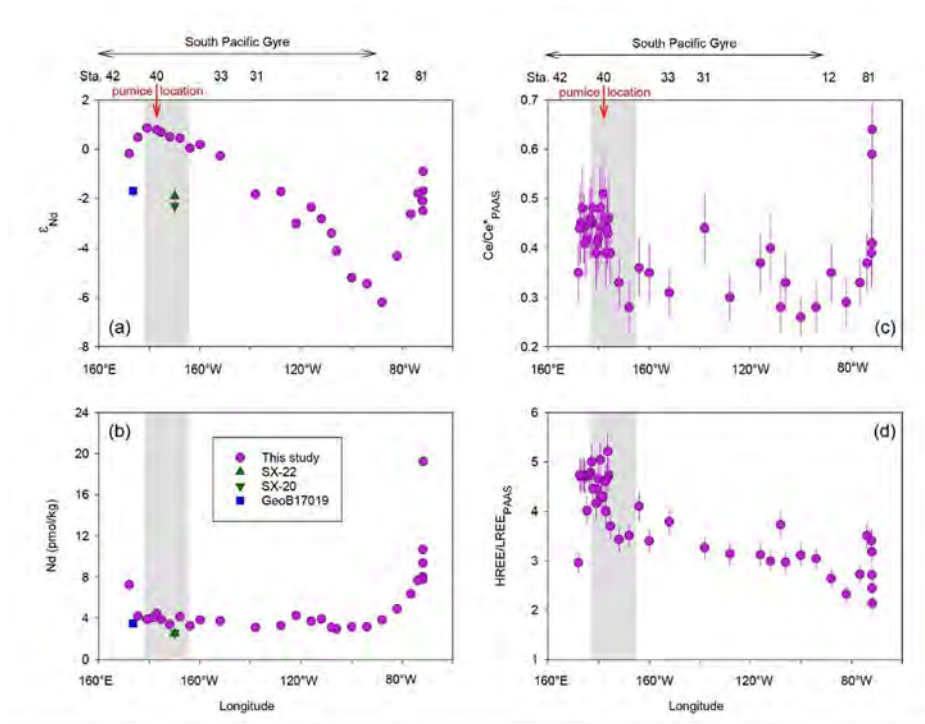 South Pacific Gyre
Sta. 42 40 33 31 12 81
pumice location
2
0
-2
-4
-6
-8
εNd
(a)
160°E 160°W 120°W 80°W
24
20
16
12
8
4
0
Nd (pmol/kg)
(b)
This study
SX-22
SX-20
GeoB17019
160°E 160°W 120°W 80°W
Longitude
South Pacific Gyre
Sta. 42 40 33 31 12 81
pumice location
0.7
0.6
0.5
0.4
0.3
0.2
Ce/Ce*PAAS
(c)
160°E 160°W 120°W 80°W
6
5
4
3
2
1
HREE/LREEPAAS
(d)
160°E 160°W 120°W 80°W
Longitude